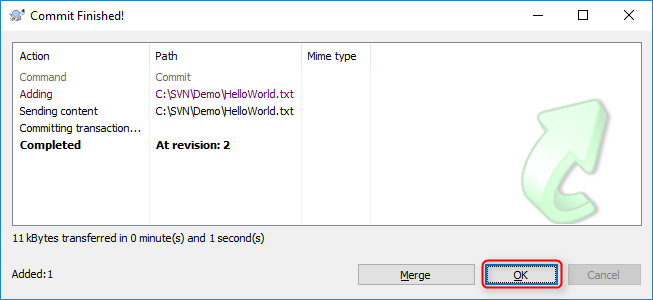 Commit Finished!
Action Path Mime type
Command Commit
Adding C:\SVN\Demo\HelloWorld.txt
Sending content C:\SVN\Demo\HelloWorld.txt
Committing transaction...
Completed At revision: 2
11 kBytes transferred in 0 minute(s) and 1 second(s)
Added:1 Merge OK Cancel